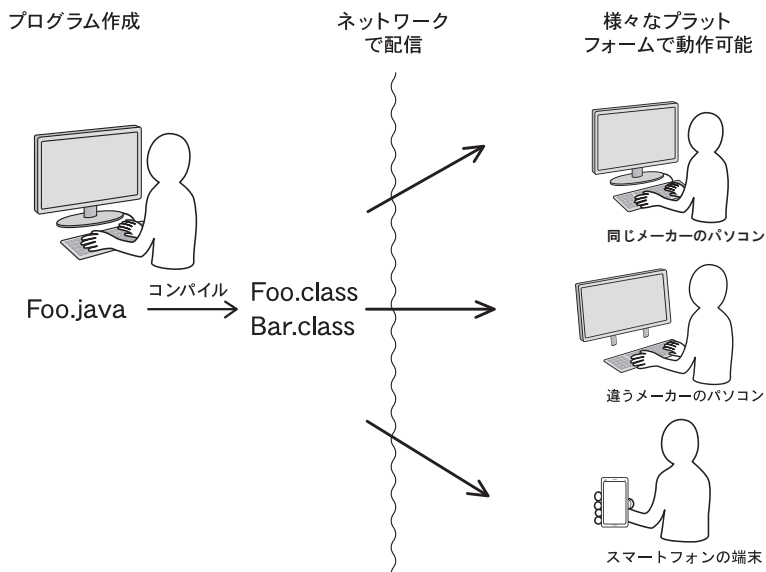 プログラム作成
ネットワーク
で配信
様々なプラット
フォームで動作可能
Foo.java
コンパイル
Foo.class
Bar.class
同じメーカーのパソコン
違うメーカーのパソコン
スマートフォンの端末